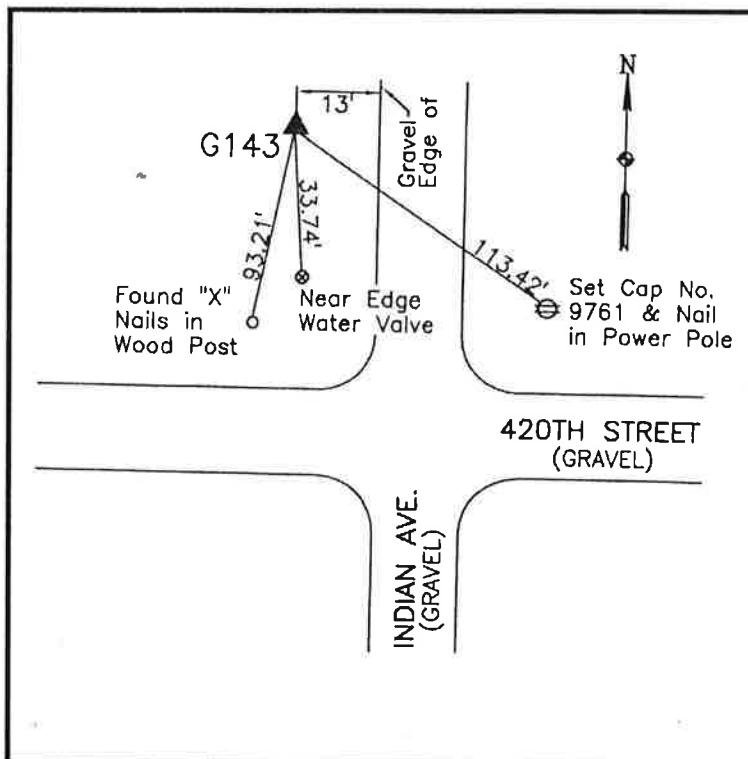 N
13'
G143
Gravel of
Edge
33.74'
93.21'
113.42'
Found "X"
Nails in
Wood Post
Near Edge
Water Valve
Set Cap No.
9761 & Nail
in Power Pole
420TH STREET
(GRAVEL)
INDIAN AVE.
(GRAVEL)